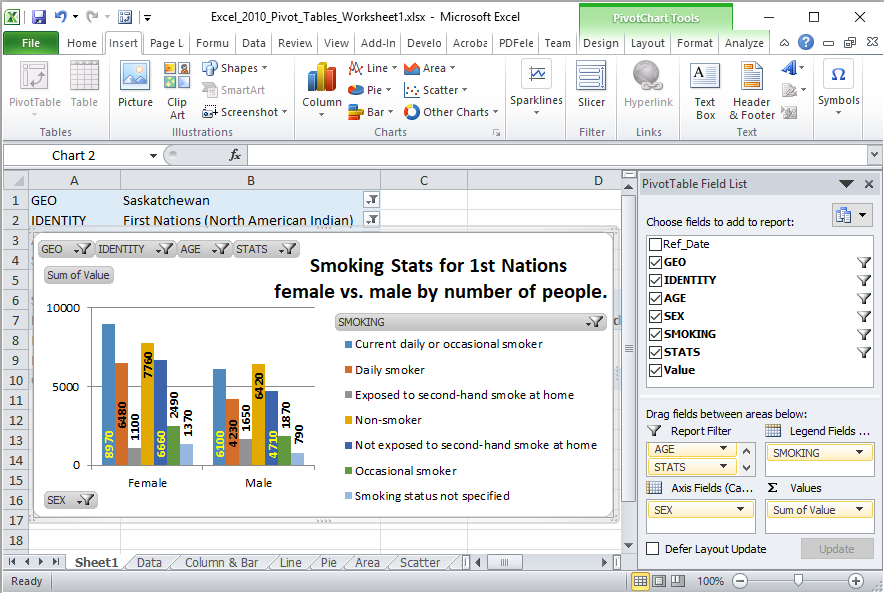 Excel_2010_Pivot_Tables_Worksheet1.xlsx - Microsoft Excel
PivotChart Tools
File Home Insert Page L Formu Data Review View Add-In Develo Acroba PDFele Team Design Layout Format Analyze
PivotTable Table Picture Clip Art Shapes SmartArt Screenshot
Column Line Pie Bar Area Scatter Other Charts
Sparklines Slicer Hyperlink Text Box Header & Footer Symbols
Tables Illustrations Charts Filter Links Text
Chart 2 fx
A B C D
1 GEO Saskatchewan
2 IDENTITY First Nations (North American Indian)
3
4
5
6
7
8
9
10
11
12
13
14
15
16
17
18
GEO IDENTITY AGE STATS
Sum of Value
Smoking Stats for 1st Nations
female vs. male by number of people.
10000
5000
0
8970 6480 1100 7760 6660 2490 1370
6100 4230 1650 6420 4710 1870 790
Female Male
SEX
SMOKING
Current daily or occasional smoker
Daily smoker
Exposed to second-hand smoke at home
Non-smoker
Not exposed to second-hand smoke at home
Occasional smoker
Smoking status not specified
PivotTable Field List
Choose fields to add to report:
Ref_Date
GEO
IDENTITY
AGE
SEX
SMOKING
STATS
Value
Drag fields between areas below:
Report Filter Legend Fields ...
AGE SMOKING
STATS
Axis Fields (Ca... Σ Values
SEX Sum of Value
Defer Layout Update Update
Sheet1 Data Column & Bar Line Pie Area Scatter
Ready 100%